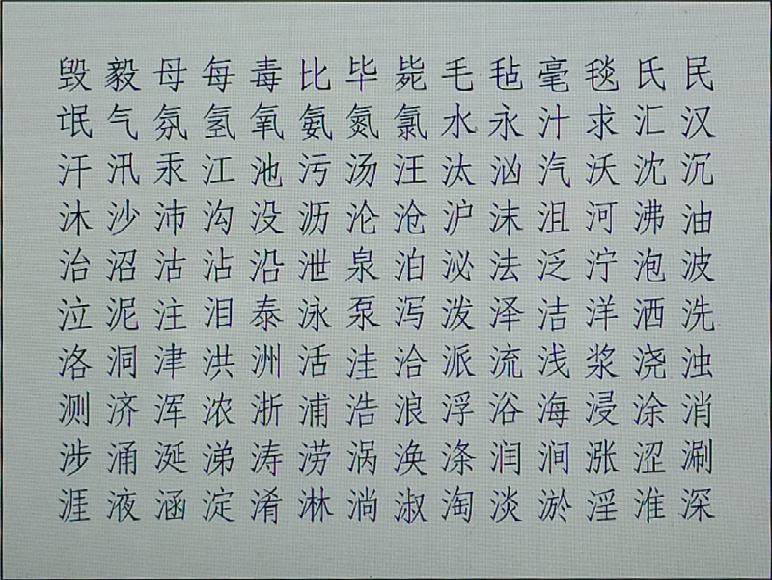 毁毅母每毒比毕毙毛毡毫毯氏民
氓气氛氢氧氨氮氯水永汁求汇汉
汗汛汞江池污汤汪汰汹汽沃沈沉
沐沙沛沟没沥沦沧沪沫沮河沸油
治沼沽沾沿泄泉泊泌法泛泞泡波
泣泥注泪泰泳泵泻泼泽洁洋洒洗
洛洞津洪洲活洼洽派流浅浆浇浊
测济浑浓浙浦浩浪浮浴海浸涂消
涉涌涎涕涛涝涡涣涤润涧涨涩涮
涯液涵淀淆淋淌淑淘淡淤淫淮深